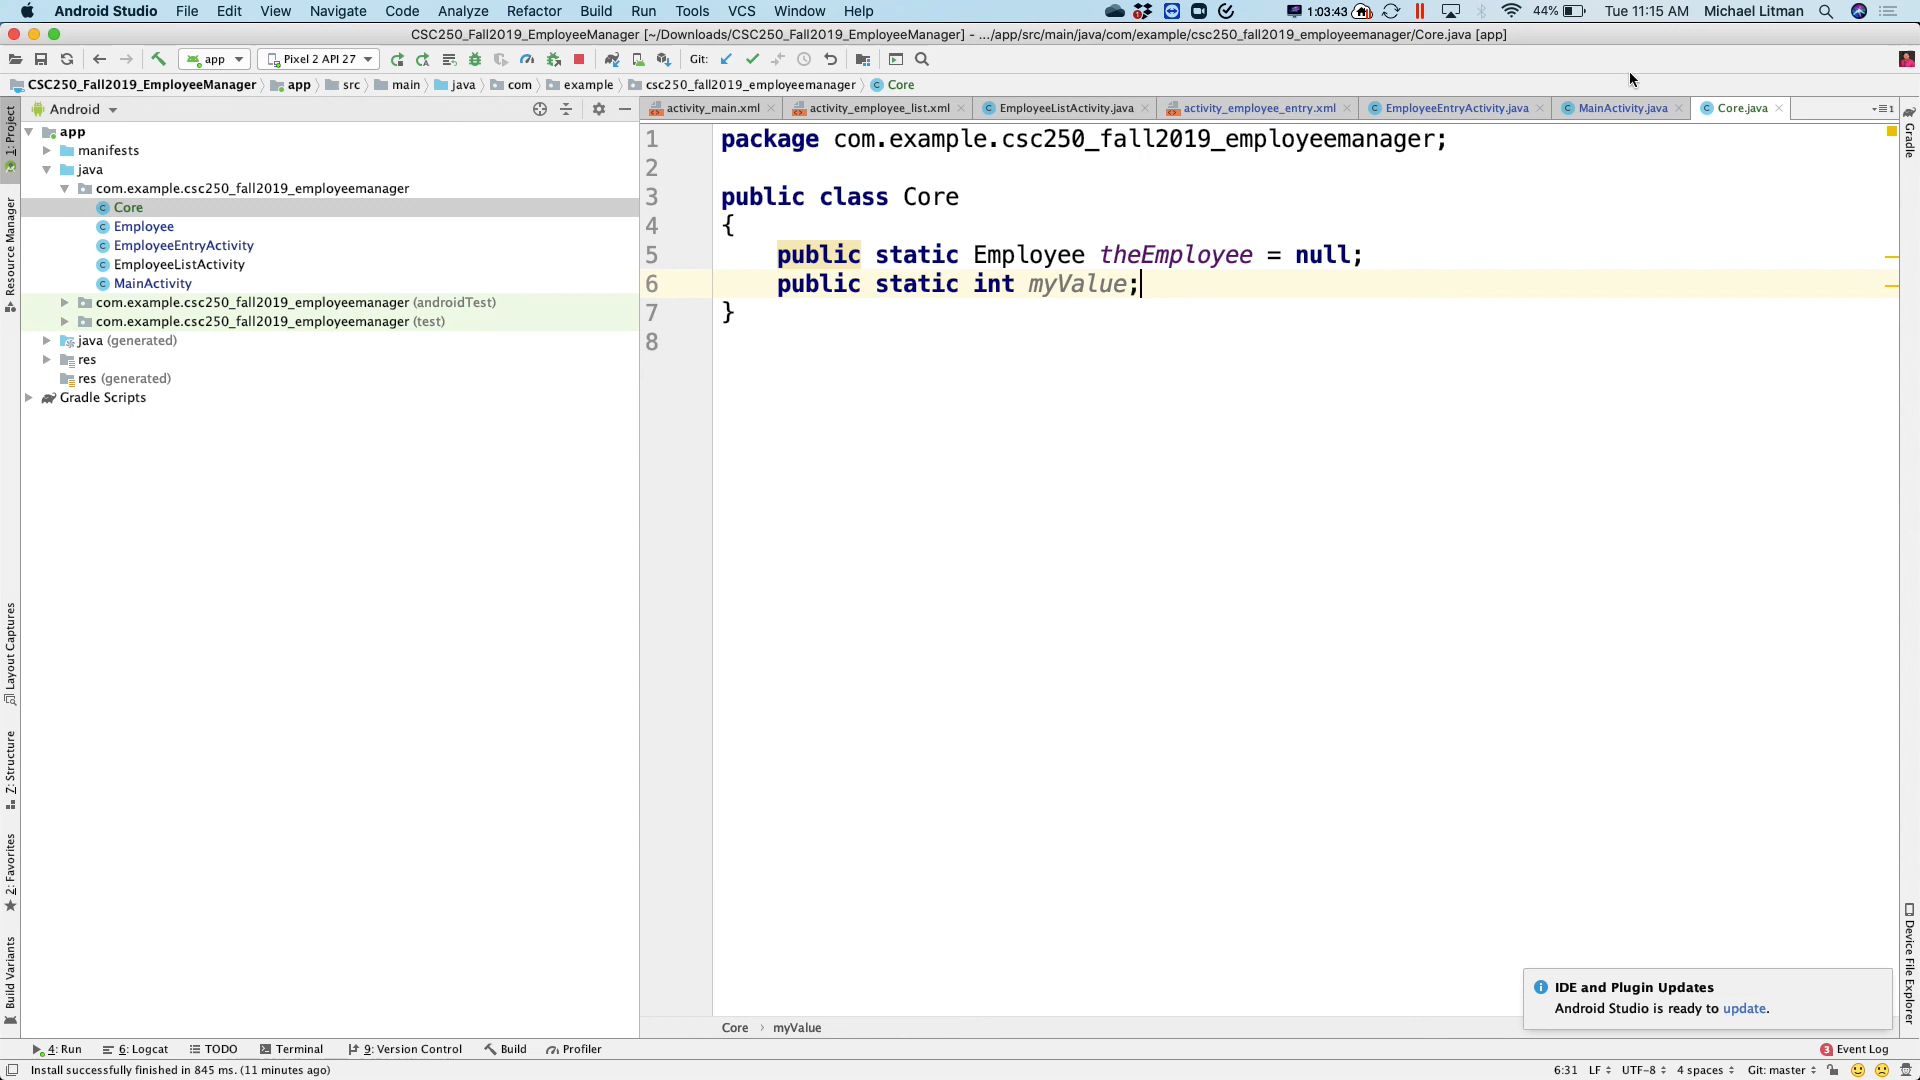 Android Studio File Edit View Navigate Code Analyze Refactor Build Run Tools VCS Window Help 1:03:43 44% Tue 11:15 AM Michael Litman
CSC250_Fall2019_EmployeeManager [~/Downloads/CSC250_Fall2019_EmployeeManager] - .../app/src/main/java/com/example/csc250_fall2019_employeemanager/Core.java [app]
app Pixel 2 API 27 Git:
CSC250_Fall2019_EmployeeManager app src main java com example csc250_fall2019_employeemanager Core
Android
activity_main.xml activity_employee_list.xml EmployeeListActivity.java activity_employee_entry.xml EmployeeEntryActivity.java MainActivity.java Core.java
app
manifests
java
com.example.csc250_fall2019_employeemanager
Core
Employee
EmployeeEntryActivity
EmployeeListActivity
MainActivity
com.example.csc250_fall2019_employeemanager (androidTest)
com.example.csc250_fall2019_employeemanager (test)
java (generated)
res
res (generated)
Gradle Scripts
1: Project
Resource Manager
Layout Captures
Z: Structure
2: Favorites
Build Variants
1 package com.example.csc250_fall2019_employeemanager;
2
3 public class Core
4 {
5 public static Employee theEmployee = null;
6 public static int myValue;
7 }
8
Gradle
Device File Explorer
IDE and Plugin Updates
Android Studio is ready to update.
Core myValue
4: Run 6: Logcat TODO Terminal 9: Version Control Build Profiler 3 Event Log
Install successfully finished in 845 ms. (11 minutes ago) 6:31 LF UTF-8 4 spaces Git: master